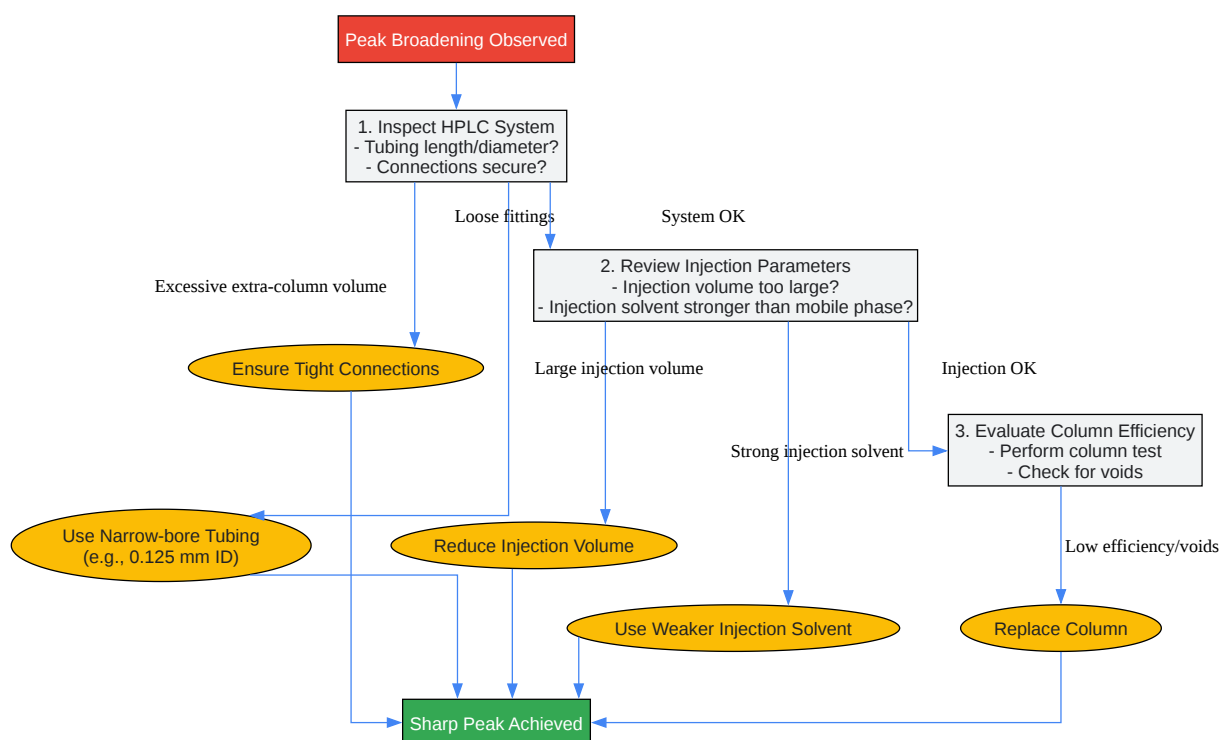 Peak Broadening Observed
1. Inspect HPLC System
- Tubing length/diameter?
- Connections secure?
Loose fittings
System OK
2. Review Injection Parameters
- Injection volume too large?
- Injection solvent stronger than mobile phase?
Excessive extra-column volume
Ensure Tight Connections
Large injection volume
Injection OK
3. Evaluate Column Efficiency
- Perform column test
- Check for voids
Strong injection solvent
Use Narrow-bore Tubing
(e.g., 0.125 mm ID)
Reduce Injection Volume
Low efficiency/voids
Use Weaker Injection Solvent
Replace Column
Sharp Peak Achieved